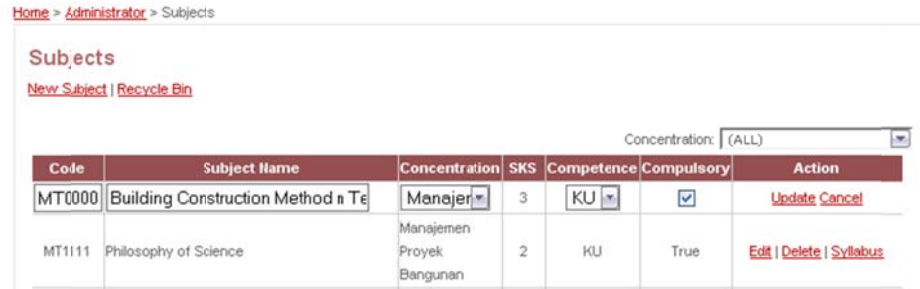 Home > Administrator > Subjects
Subjects
New Subject | Recycle Bin
Concentration: (ALL)
Code Subject Name Concentration SKS Competence Compulsory Action
MT0000 Building Construction Method n Te Manajer 3 KU Update Cancel
MT1111 Philosophy of Science Manajemen Proyek Bangunan 2 KU True Edit | Delete | Syllabus